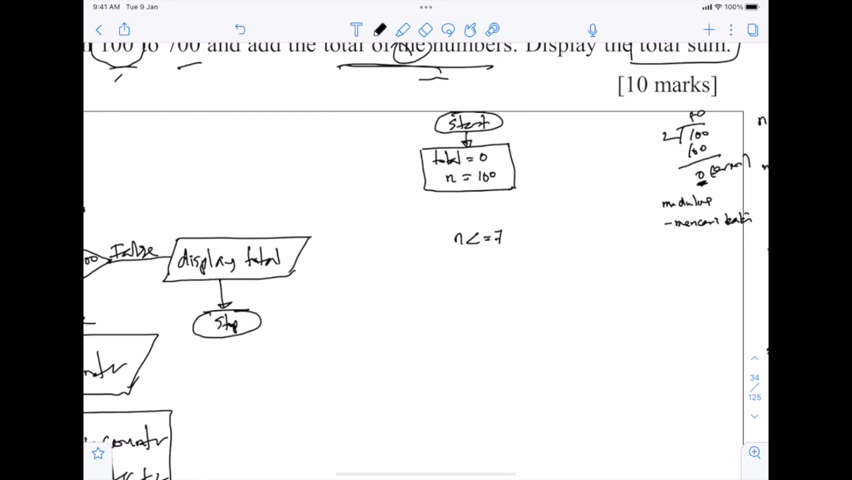 9:41 AM Tue 9 Jan
100%
100 to 700 and add the total of the numbers. Display the total sum.
[10 marks]
Start
total = 0
n = 100
2 100
100
0
modulus
- mencari baki
n
n <= 7
False
display total
Stop
34
125